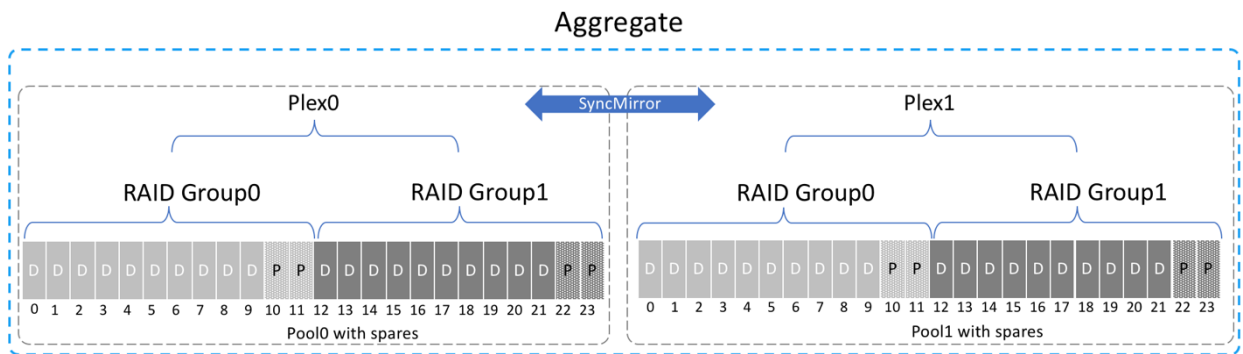 Aggregate
Plex0
SyncMirror
Plex1
RAID Group0 RAID Group1
RAID Group0 RAID Group1
D D D D D D D D D D P P D D D D D D D D D D P P
0 1 2 3 4 5 6 7 8 9 10 11 12 13 14 15 16 17 18 19 20 21 22 23
Pool0 with spares
D D D D D D D D D D P P D D D D D D D D D D P P
0 1 2 3 4 5 6 7 8 9 10 11 12 13 14 15 16 17 18 19 20 21 22 23
Pool1 with spares